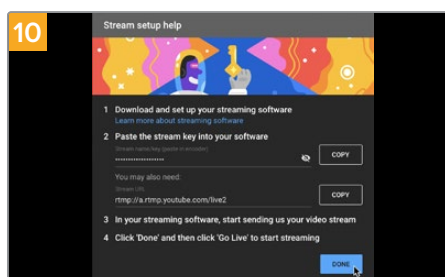 10
Stream setup help
1 Download and set up your streaming software
Learn more about streaming software
2 Paste the stream key into your software
Stream name/key (paste in encoder)
COPY
You may also need:
Stream URL
rtmp://a.rtmp.youtube.com/live2
COPY
3 In your streaming software, start sending us your video stream
4 Click 'Done' and then click 'Go Live' to start streaming
DONE